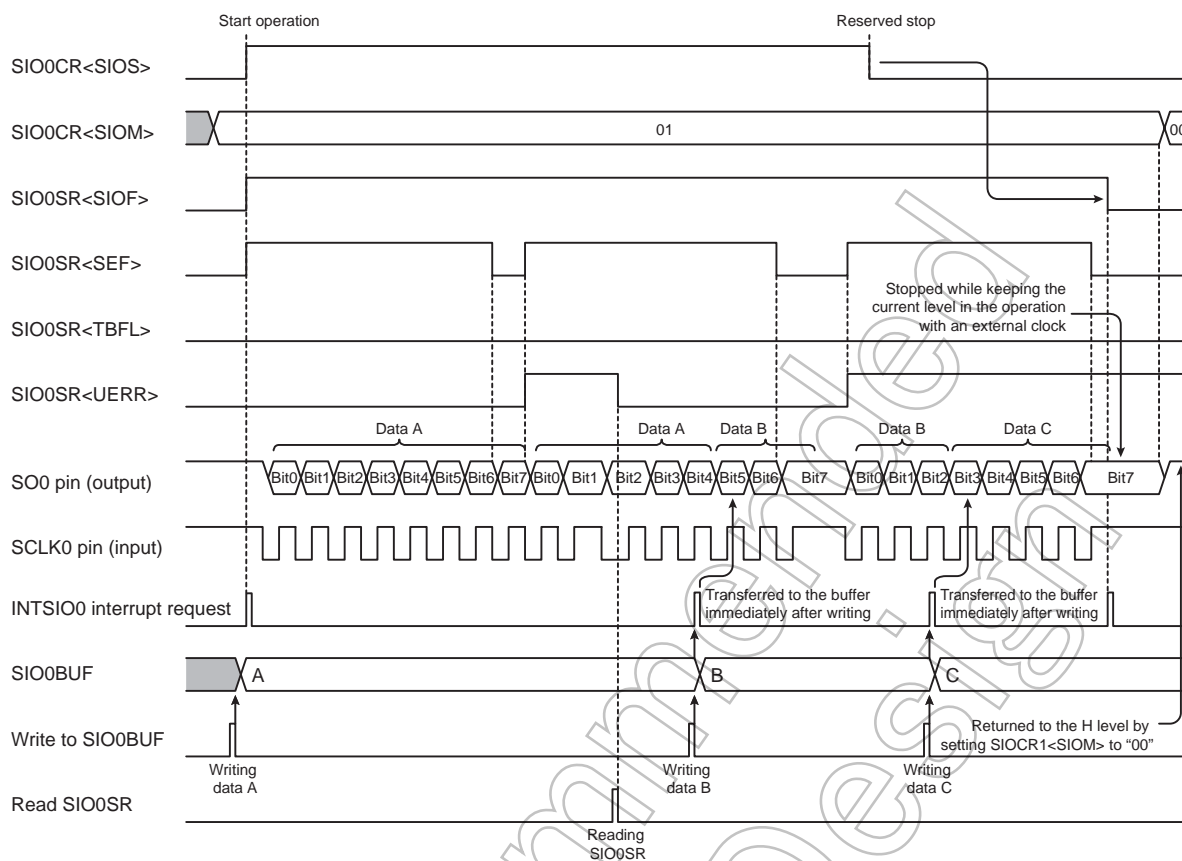 Start operation
Reserved stop
SIO0CR<SIOS>
SIO0CR<SIOM>
01
00
SIO0SR<SIOF>
SIO0SR<SEF>
Stopped while keeping the
current level in the operation
with an external clock
SIO0SR<TBFL>
SIO0SR<UERR>
Data A
Data A
Data B
Data B
Data C
SO0 pin (output)
Bit0 Bit1 Bit2 Bit3 Bit4 Bit5 Bit6 Bit7 Bit0 Bit1 Bit2 Bit3 Bit4 Bit5 Bit6 Bit7 Bit0 Bit1 Bit2 Bit3 Bit4 Bit5 Bit6 Bit7
SCLK0 pin (input)
INTSIO0 interrupt request
Transferred to the buffer
immediately after writing
Transferred to the buffer
immediately after writing
SIO0BUF
A
B
C
Write to SIO0BUF
Writing
data A
Writing
data B
Writing
data C
Returned to the H level by
setting SIOCR1<SIOM> to “00”
Read SIO0SR
Reading
SIO0SR